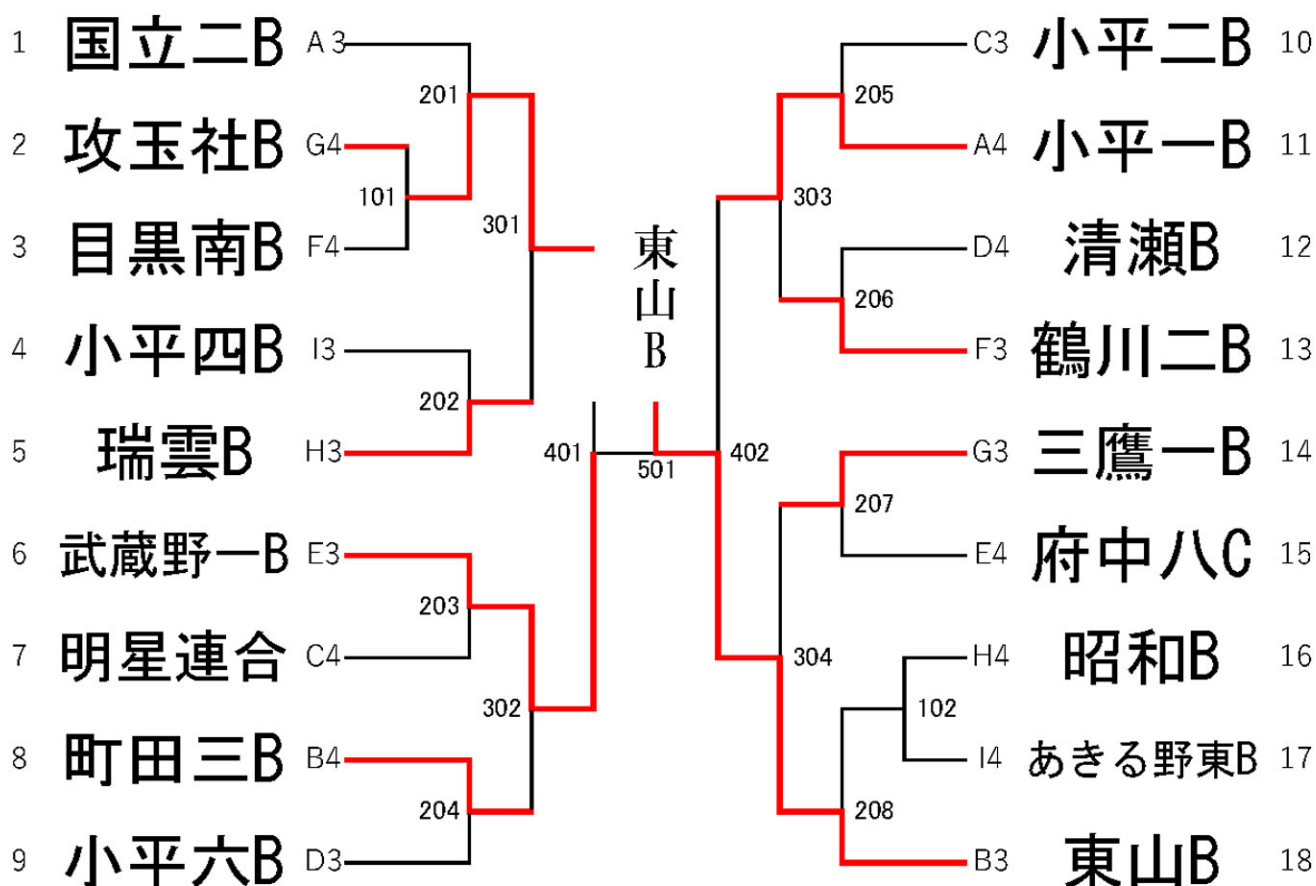 1 国立二B A3
201
2 攻玉社B G4
101
3 目黒南B F4
301
4 小平四B I3
202
5 瑞雲B H3
401
6 武蔵野一B E3
203
7 明星連合 C4
302
8 町田三B B4
204
9 小平六B D3
東山B
501
C3 小平二B 10
205
A4 小平一B 11
303
D4 清瀬B 12
206
F3 鶴川二B 13
402
G3 三鷹一B 14
207
E4 府中八C 15
304
H4 昭和B 16
102
I4 あきる野東B 17
208
B3 東山B 18